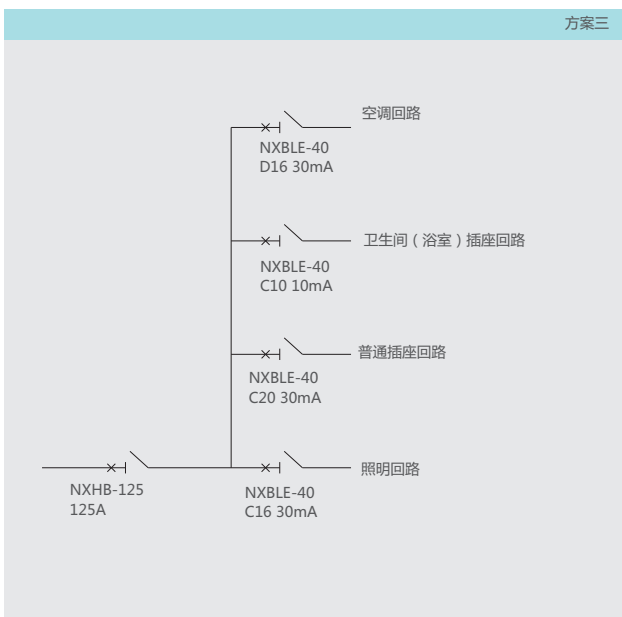 方案三
空调回路
NXBLE-40
D16 30mA
卫生间（浴室）插座回路
NXBLE-40
C10 10mA
普通插座回路
NXBLE-40
C20 30mA
照明回路
NXHB-125
125A
NXBLE-40
C16 30mA